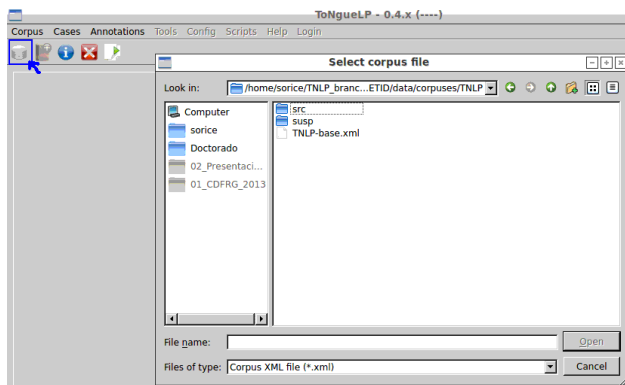 ToNgueLP - 0.4.x (----)
Corpus Cases Annotations Tools Config Scripts Help Login
Select corpus file
Look in: /home/sorice/TNLP_branc...ETID/data/corpuses/TNLP
Computer
sorice
Doctorado
02_Presentaci...
01_CDFRG_2013
src
susp
TNLP-base.xml
File name: Open
Files of type: Corpus XML file (*.xml) Cancel